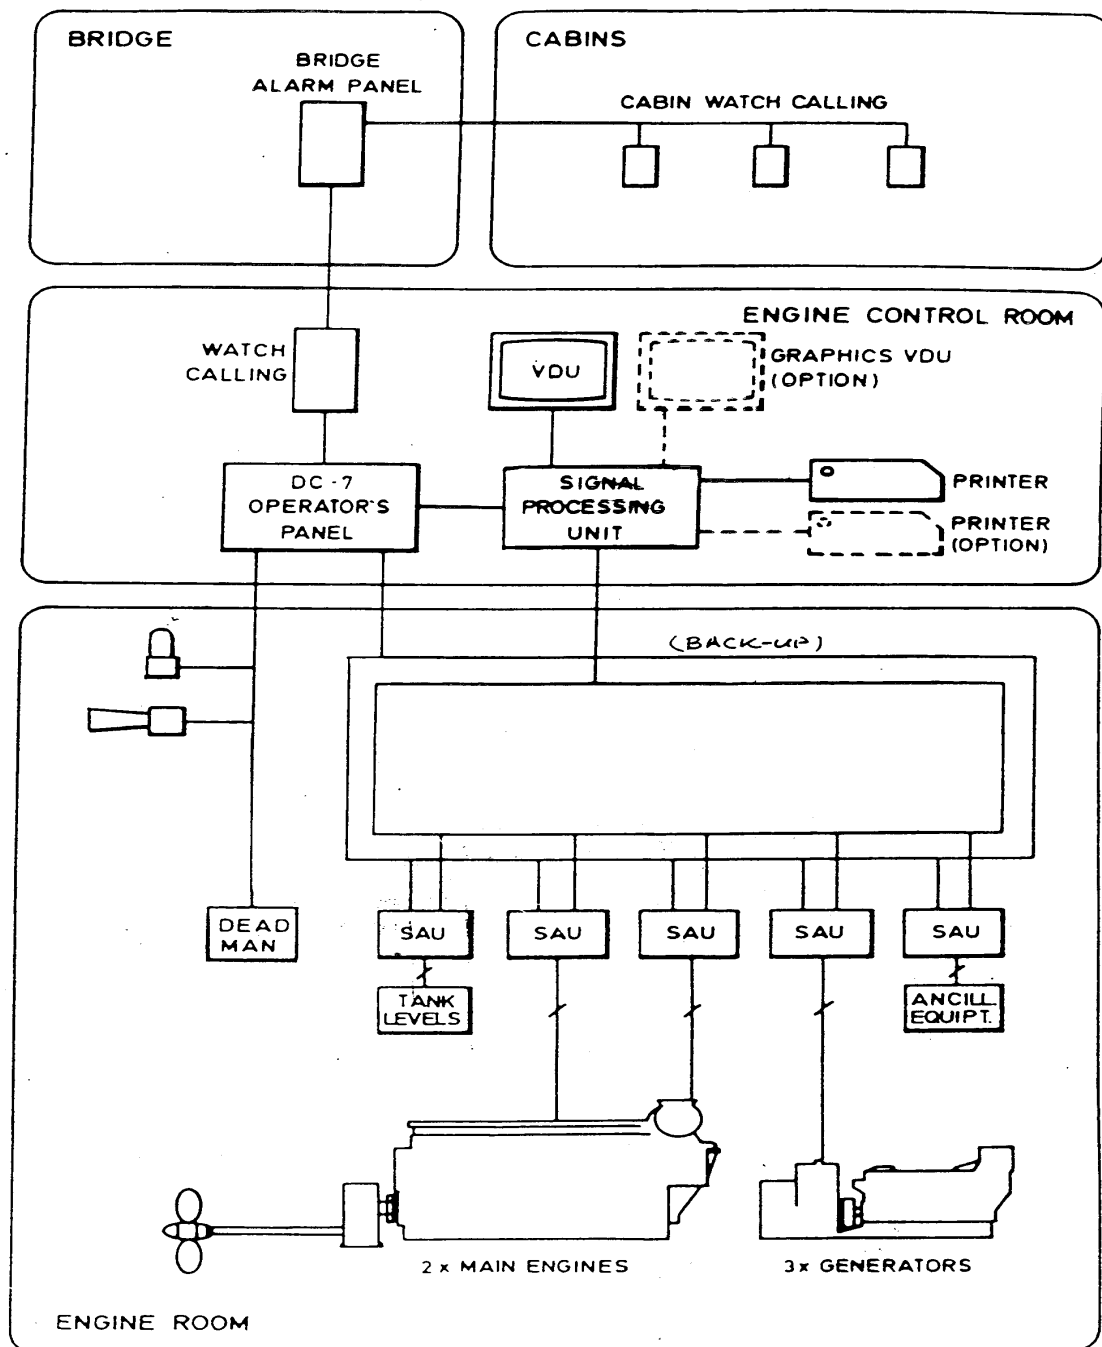 BRIDGE
BRIDGE
ALARM PANEL
CABINS
CABIN WATCH CALLING
ENGINE CONTROL ROOM
WATCH
CALLING
VDU
GRAPHICS VDU
(OPTION)
DC-7
OPERATOR'S
PANEL
SIGNAL
PROCESSING
UNIT
PRINTER
PRINTER
(OPTION)
(BACK-UP)
DEAD
MAN
SAU
SAU
SAU
SAU
SAU
TANK
LEVELS
ANCILL.
EQUIPT.
2 x MAIN ENGINES
3x GENERATORS
ENGINE ROOM